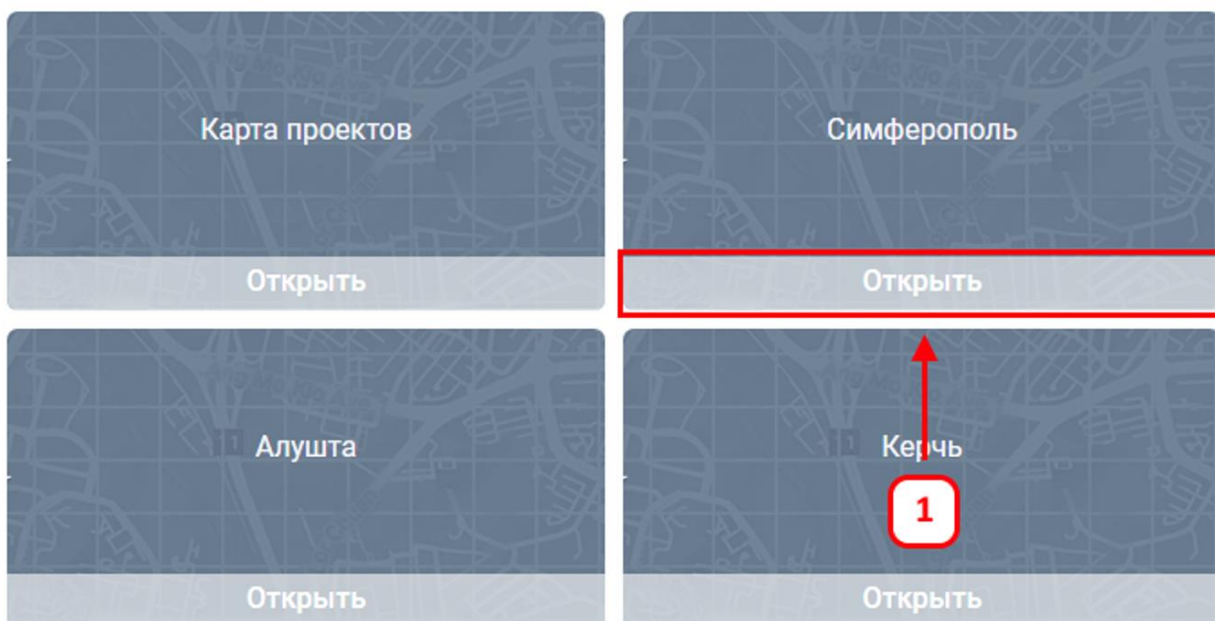 Карта проектов
Симферополь
Открыть
Открыть
Алушта
Керчь
1
Открыть
Открыть